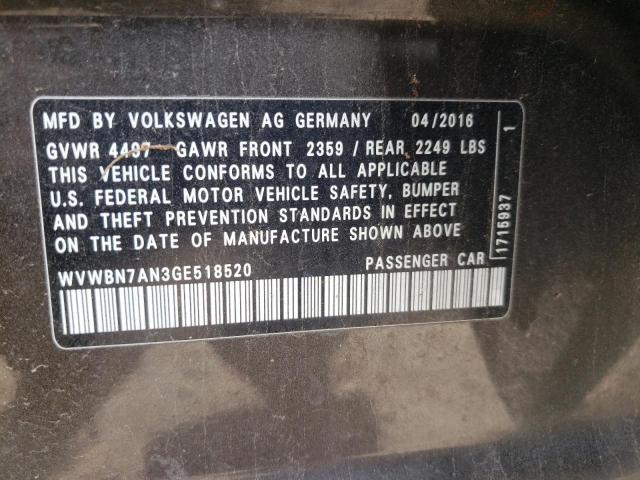 MFD BY VOLKSWAGEN AG GERMANY 04/2016
GVWR 4497 GAWR FRONT 2359 / REAR 2249 LBS
THIS VEHICLE CONFORMS TO ALL APPLICABLE
U.S. FEDERAL MOTOR VEHICLE SAFETY, BUMPER
AND THEFT PREVENTION STANDARDS IN EFFECT
ON THE DATE OF MANUFACTURE SHOWN ABOVE
WVWBN7AN3GE518520 PASSENGER CAR
1715937 1